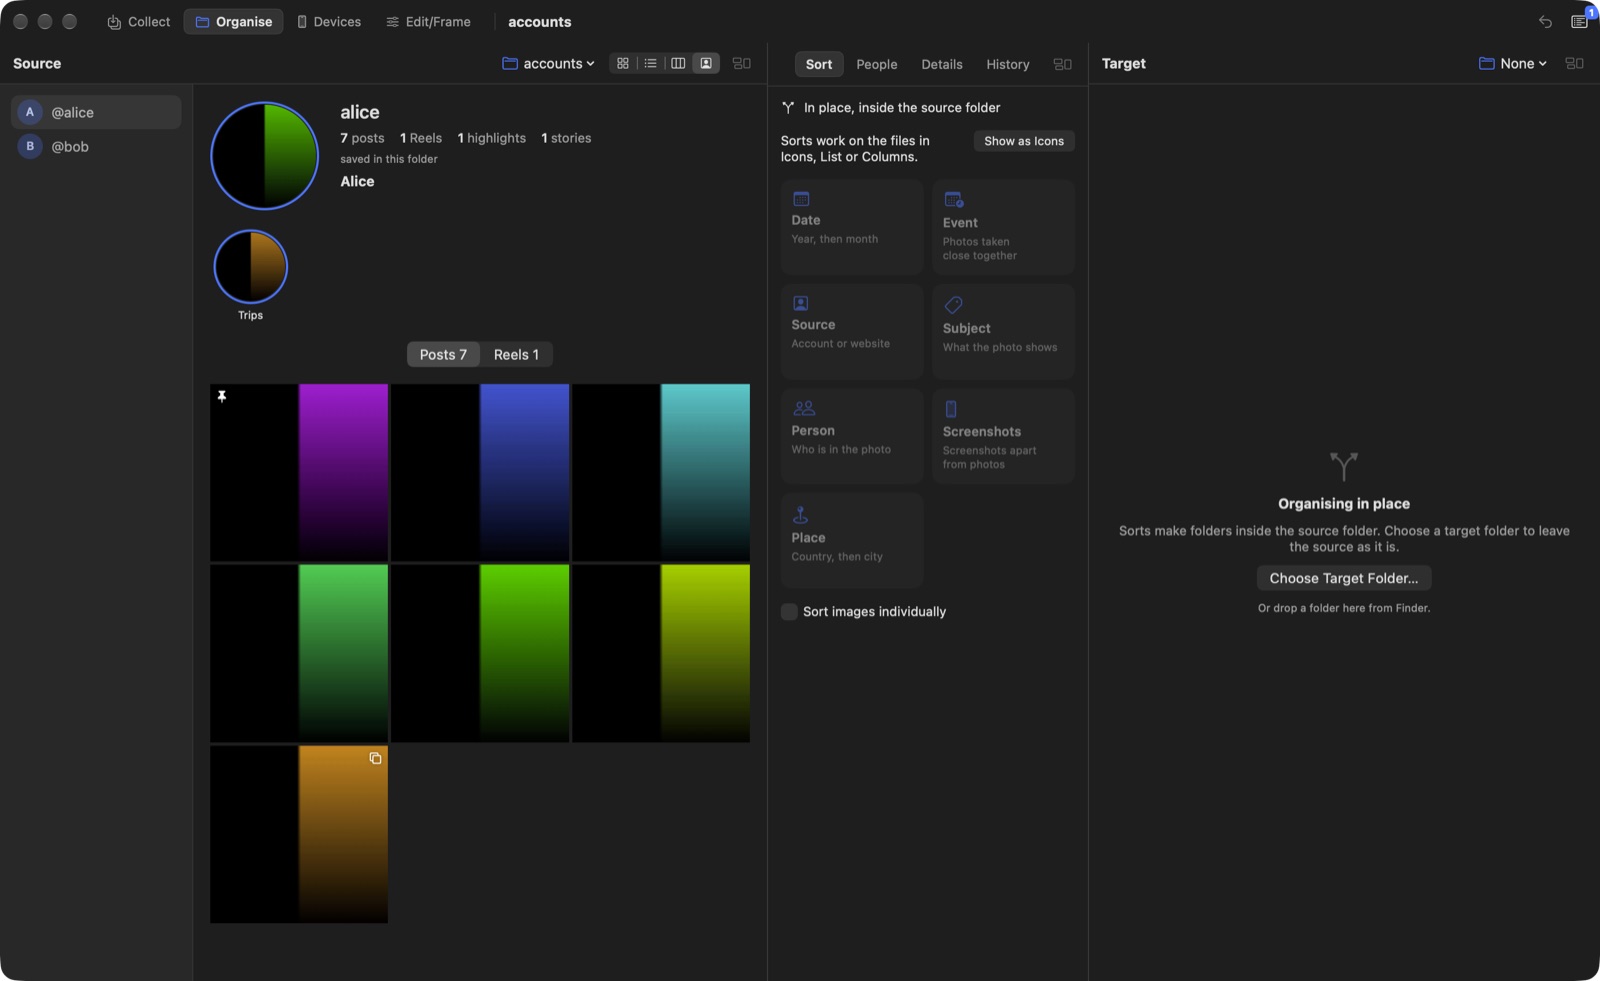 Collect
Organise
Devices
Edit/Frame
accounts
1
Source
accounts
Sort
People
Details
History
Target
None
A
@alice
B
@bob
alice
7 posts 1 Reels 1 highlights 1 stories
saved in this folder
Alice
Trips
Posts 7
Reels 1
In place, inside the source folder
Sorts work on the files in
Icons, List or Columns.
Show as Icons
Date
Year, then month
Event
Photos taken
close together
Source
Account or website
Subject
What the photo shows
Person
Who is in the photo
Screenshots
Screenshots apart
from photos
Place
Country, then city
Sort images individually
Organising in place
Sorts make folders inside the source folder. Choose a target folder to leave
the source as it is.
Choose Target Folder...
Or drop a folder here from Finder.